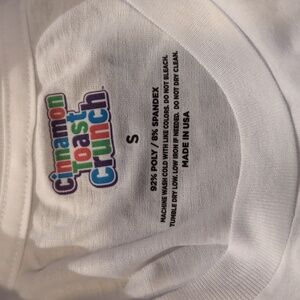 Cinnamon
Toast
Crunch
S
92% POLY / 8% SPANDEX
MACHINE WASH COLD WITH LIKE COLORS. DO NOT BLEACH.
TUMBLE DRY LOW. LOW IRON IF NEEDED. DO NOT DRY CLEAN.
MADE IN USA